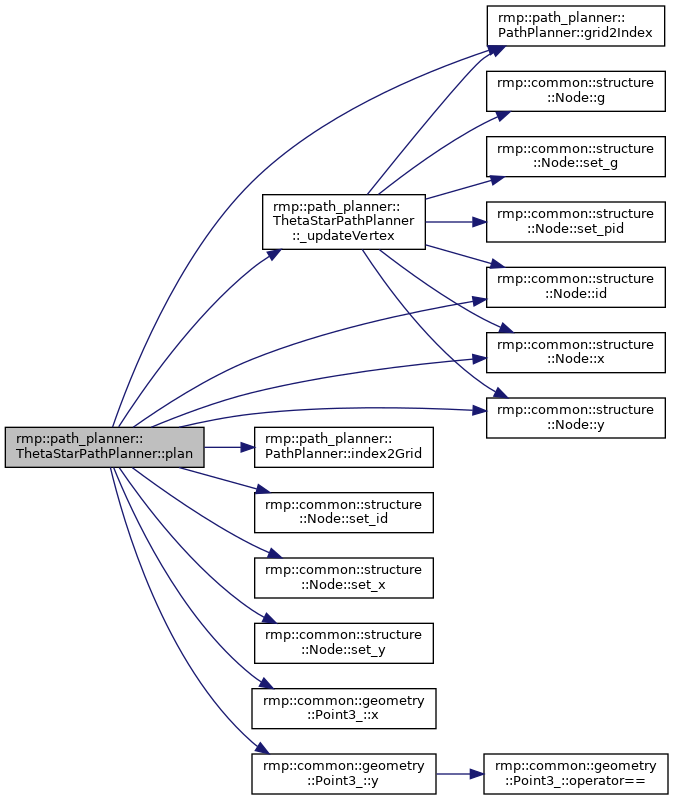 rmp::path_planner::
PathPlanner::grid2Index
rmp::common::structure
::Node::g
rmp::common::structure
::Node::set_g
rmp::path_planner::
ThetaStarPathPlanner
::_updateVertex
rmp::common::structure
::Node::set_pid
rmp::common::structure
::Node::id
rmp::common::structure
::Node::x
rmp::common::structure
::Node::y
rmp::path_planner::
ThetaStarPathPlanner::plan
rmp::path_planner::
PathPlanner::index2Grid
rmp::common::structure
::Node::set_id
rmp::common::structure
::Node::set_x
rmp::common::structure
::Node::set_y
rmp::common::geometry
::Point3_::x
rmp::common::geometry
::Point3_::y
rmp::common::geometry
::Point3_::operator==